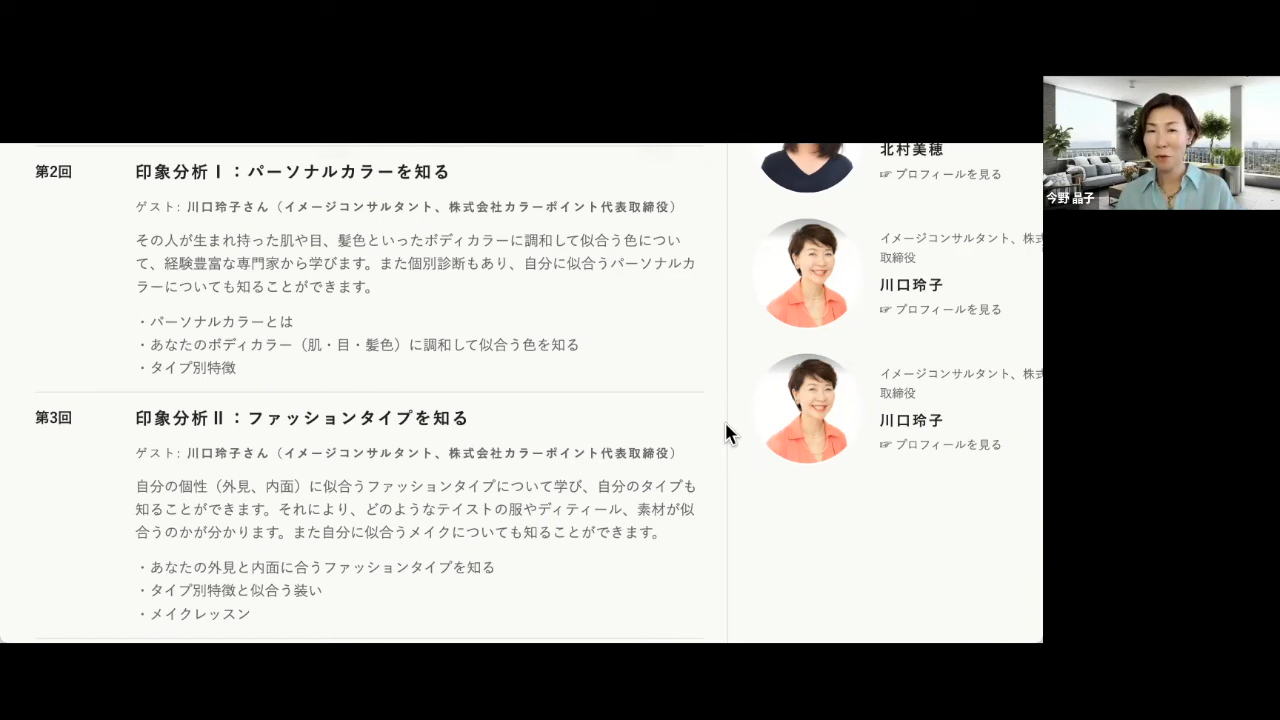 第2回
印象分析Ⅰ：パーソナルカラーを知る
ゲスト: 川口玲子さん（イメージコンサルタント、株式会社カラーポイント代表取締役）
その人が生まれ持った肌や目、髪色といったボディカラーに調和して似合う色につい
て、経験豊富な専門家から学びます。また個別診断もあり、自分に似合うパーソナルカ
ラーについても知ることができます。
・パーソナルカラーとは
・あなたのボディカラー（肌・目・髪色）に調和して似合う色を知る
・タイプ別特徴
第3回
印象分析Ⅱ：ファッションタイプを知る
ゲスト: 川口玲子さん（イメージコンサルタント、株式会社カラーポイント代表取締役）
自分の個性（外見、内面）に似合うファッションタイプについて学び、自分のタイプも
知ることができます。それにより、どのようなテイストの服やディティール、素材が似
合うのかが分かります。また自分に似合うメイクについても知ることができます。
・あなたの外見と内面に合うファッションタイプを知る
・タイプ別特徴と似合う装い
・メイクレッスン
北村美穂
☞ プロフィールを見る
イメージコンサルタント、株式
取締役
川口玲子
☞ プロフィールを見る
イメージコンサルタント、株式
取締役
川口玲子
☞ プロフィールを見る
今野 晶子